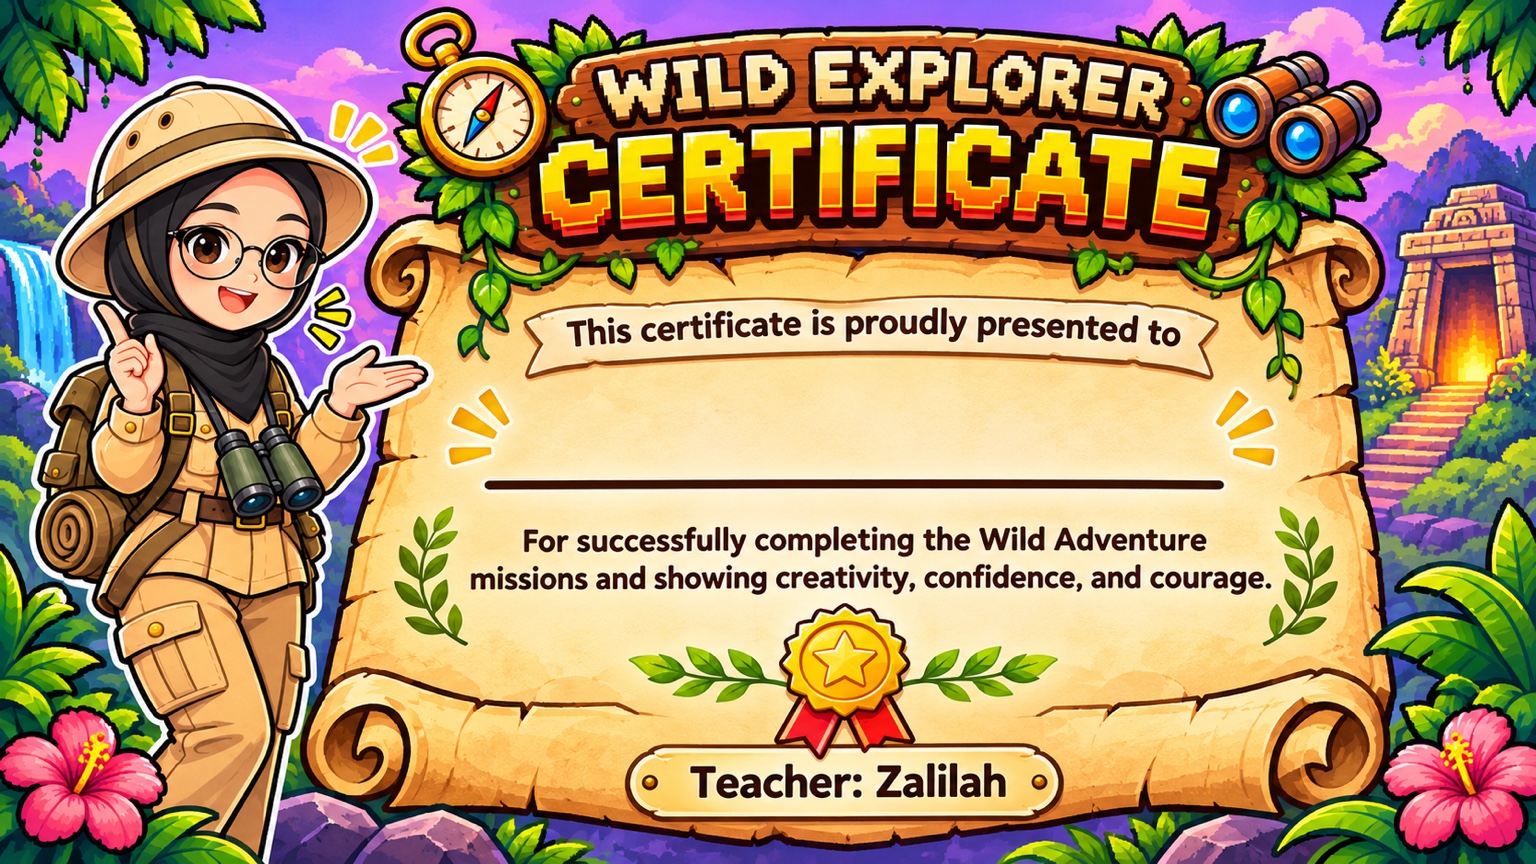 WILD EXPLORER
CERTIFICATE
This certificate is proudly presented to
For successfully completing the Wild Adventure
missions and showing creativity, confidence, and courage.
Teacher: Zalilah